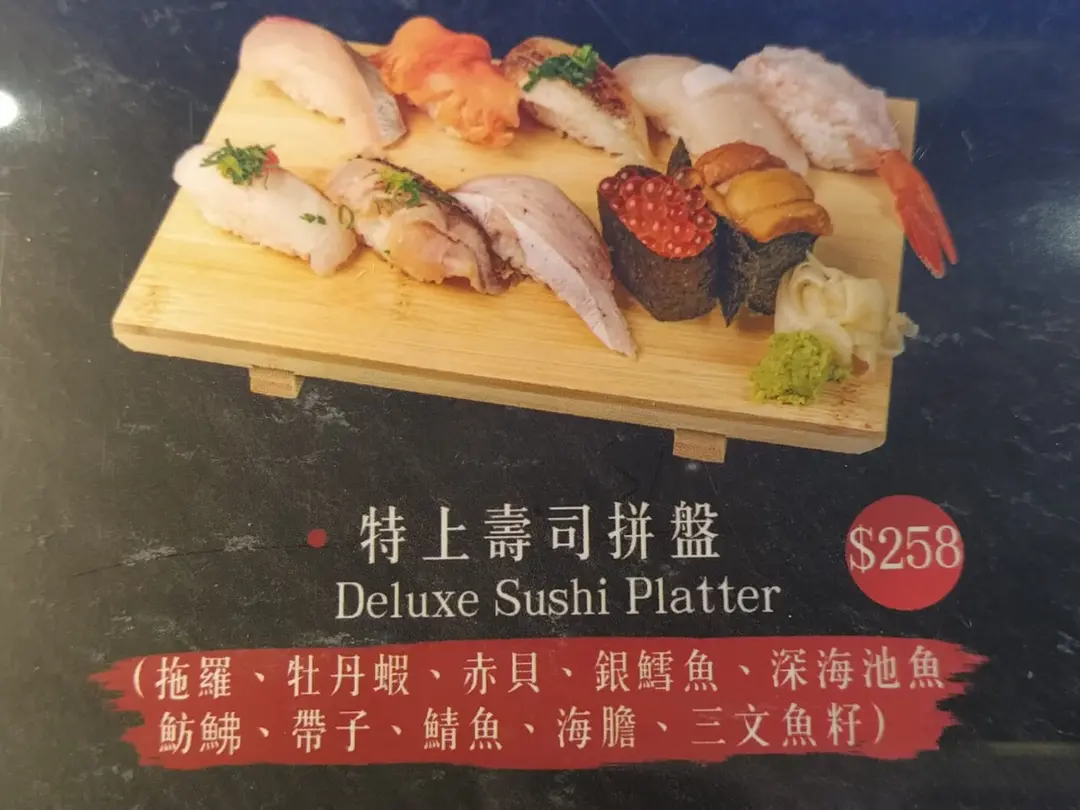 特上壽司拼盤
$258
Deluxe Sushi Platter
(拖羅、牡丹蝦、赤貝、銀鱈魚、深海池魚
魴鮄、帶子、鯖魚、海膽、三文魚籽)